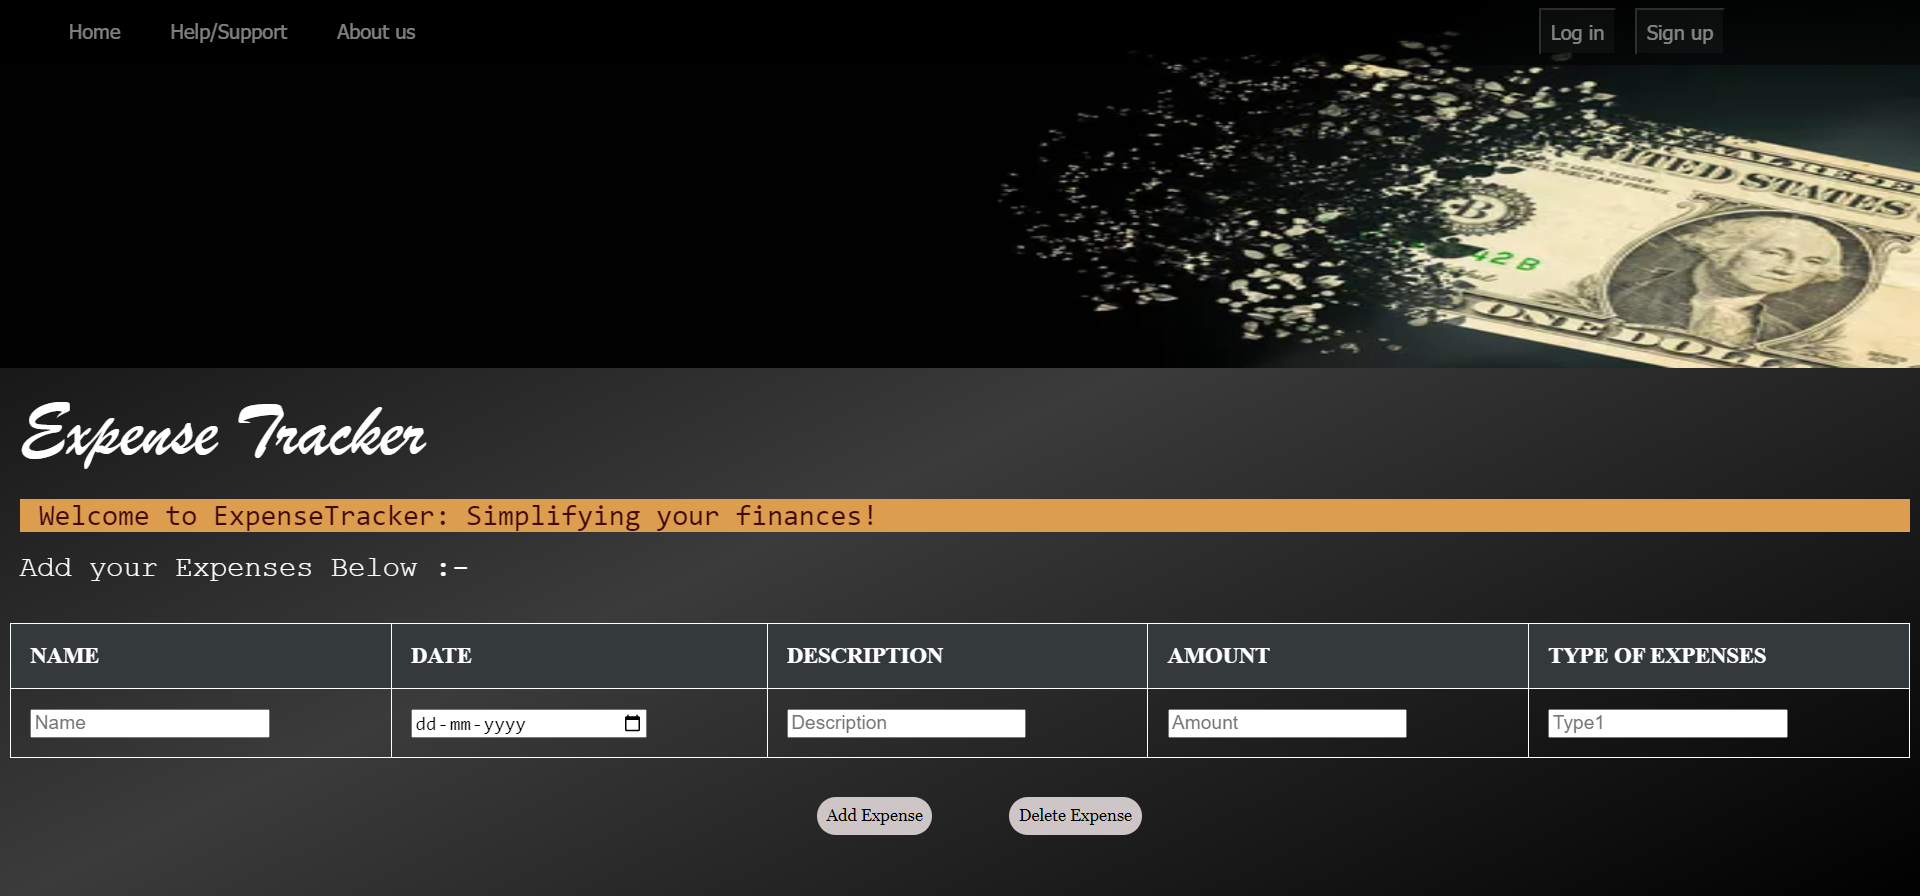 Home Help/Support About us Log in Sign up
UNITED STATES
B
42 B
ONE DOLL
Expense Tracker
Welcome to ExpenseTracker: Simplifying your finances!
Add your Expenses Below :-
NAME DATE DESCRIPTION AMOUNT TYPE OF EXPENSES
Name dd-mm-yyyy Description Amount Type1
Add Expense Delete Expense